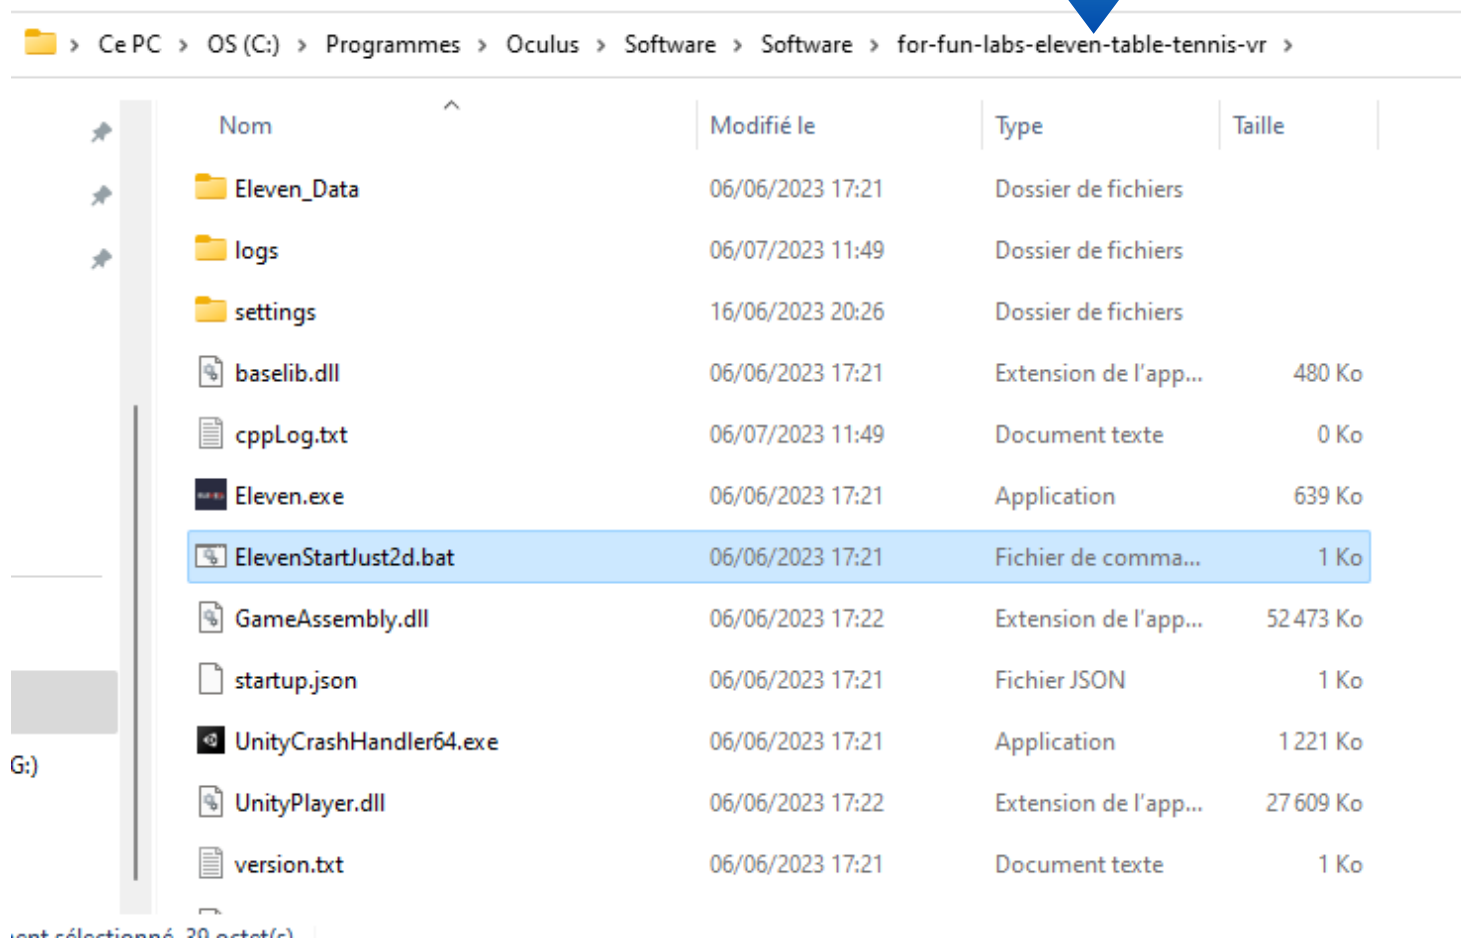 Ce PC > OS (C:) > Programmes > Oculus > Software > Software > for-fun-labs-eleven-table-tennis-vr >
Nom Modifié le Type Taille
Eleven_Data 06/06/2023 17:21 Dossier de fichiers
logs 06/07/2023 11:49 Dossier de fichiers
settings 16/06/2023 20:26 Dossier de fichiers
baselib.dll 06/06/2023 17:21 Extension de l'app... 480 Ko
cppLog.txt 06/07/2023 11:49 Document texte 0 Ko
Eleven.exe 06/06/2023 17:21 Application 639 Ko
ElevenStartJust2d.bat 06/06/2023 17:21 Fichier de comma... 1 Ko
GameAssembly.dll 06/06/2023 17:22 Extension de l'app... 52 473 Ko
startup.json 06/06/2023 17:21 Fichier JSON 1 Ko
UnityCrashHandler64.exe 06/06/2023 17:21 Application 1 221 Ko
G:)
UnityPlayer.dll 06/06/2023 17:22 Extension de l'app... 27 609 Ko
version.txt 06/06/2023 17:21 Document texte 1 Ko
sélectionné 39 octet(s)